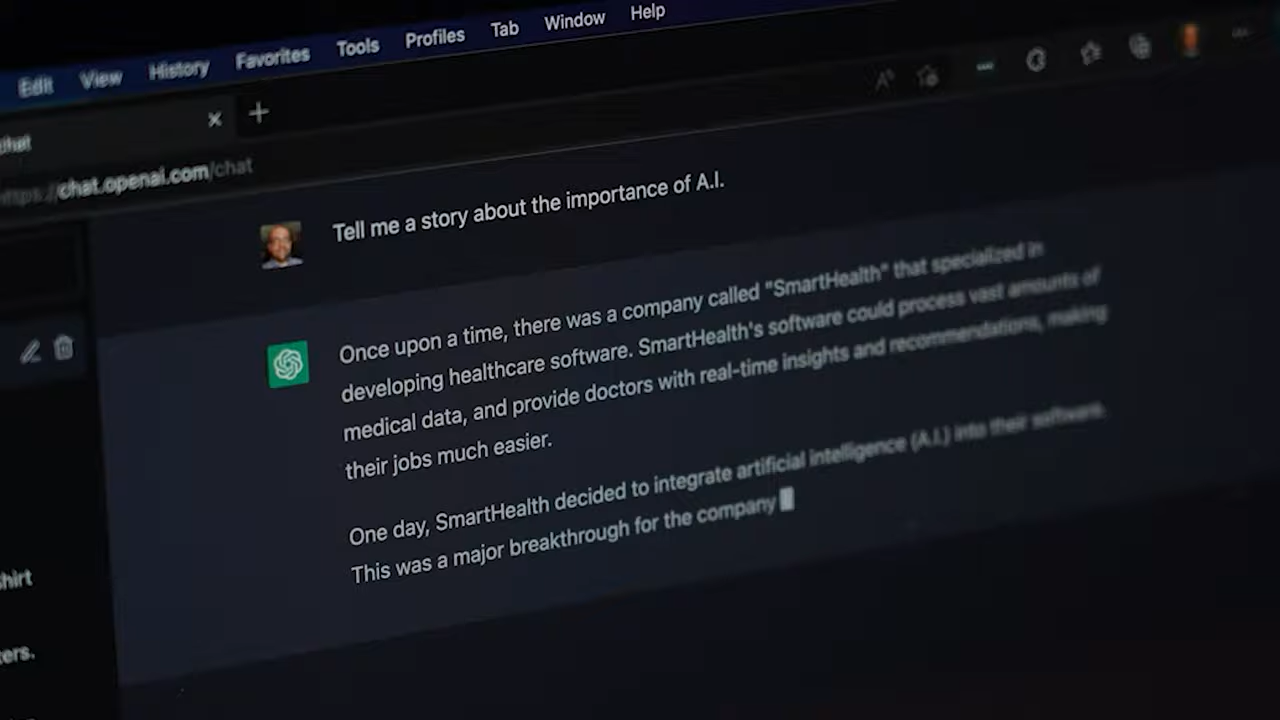 Edit View History Favorites Tools Profiles Tab Window Help
chat
https://chat.openai.com/chat
Tell me a story about the importance of A.I.
Once upon a time, there was a company called "SmartHealth" that specialized in
developing healthcare software. SmartHealth's software could process vast amounts of
medical data, and provide doctors with real-time insights and recommendations, making
their jobs much easier.
One day, SmartHealth decided to integrate artificial intelligence (A.I.) into their software.
This was a major breakthrough for the company